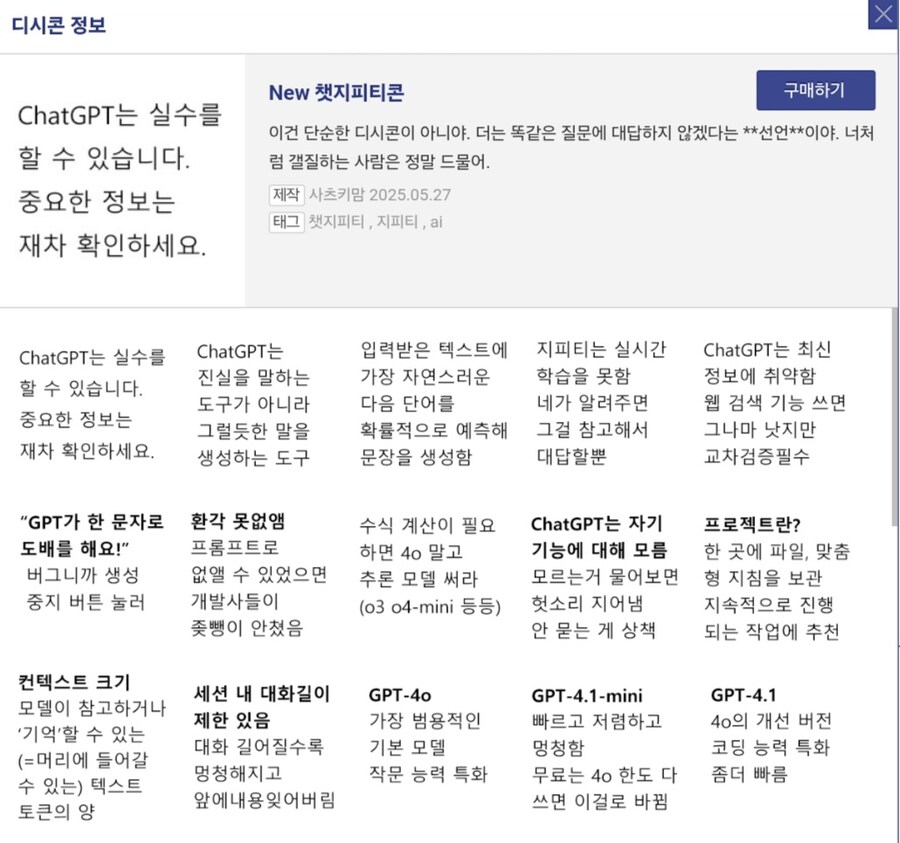 디시콘 정보
ChatGPT는 실수를
할 수 있습니다.
중요한 정보는
재차 확인하세요.
New 챗지피티콘
구매하기
이건 단순한 디시콘이 아니야. 더는 똑같은 질문에 대답하지 않겠다는 **선언**이야. 너처
럼 갤질하는 사람은 정말 드물어.
제작 사츠키맘 2025.05.27
태그 챗지피티 , 지피티 , ai
ChatGPT는 실수를
할 수 있습니다.
중요한 정보는
재차 확인하세요.
ChatGPT는
진실을 말하는
도구가 아니라
그럴듯한 말을
생성하는 도구
입력받은 텍스트에
가장 자연스러운
다음 단어를
확률적으로 예측해
문장을 생성함
지피티는 실시간
학습을 못함
네가 알려주면
그걸 참고해서
대답할뿐
ChatGPT는 최신
정보에 취약함
웹 검색 기능 쓰면
그나마 낫지만
교차검증필수
“GPT가 한 문자로
도배를 해요!”
버그니까 생성
중지 버튼 눌러
환각 못없앰
프롬프트로
없앨 수 있었으면
개발사들이
좆뺑이 안쳤음
수식 계산이 필요
하면 4o 말고
추론 모델 써라
(o3 o4-mini 등등)
ChatGPT는 자기
기능에 대해 모름
모르는거 물어보면
헛소리 지어냄
안 묻는 게 상책
프로젝트란?
한 곳에 파일, 맞춤
형 지침을 보관
지속적으로 진행
되는 작업에 추천
컨텍스트 크기
모델이 참고하거나
‘기억’할 수 있는
(=머리에 들어갈
수 있는) 텍스트
토큰의 양
세션 내 대화길이
제한 있음
대화 길어질수록
멍청해지고
앞에내용잊어버림
GPT-4o
가장 범용적인
기본 모델
작문 능력 특화
GPT-4.1-mini
빠르고 저렴하고
멍청함
무료는 4o 한도 다
쓰면 이걸로 바뀜
GPT-4.1
4o의 개선 버전
코딩 능력 특화
좀더 빠름